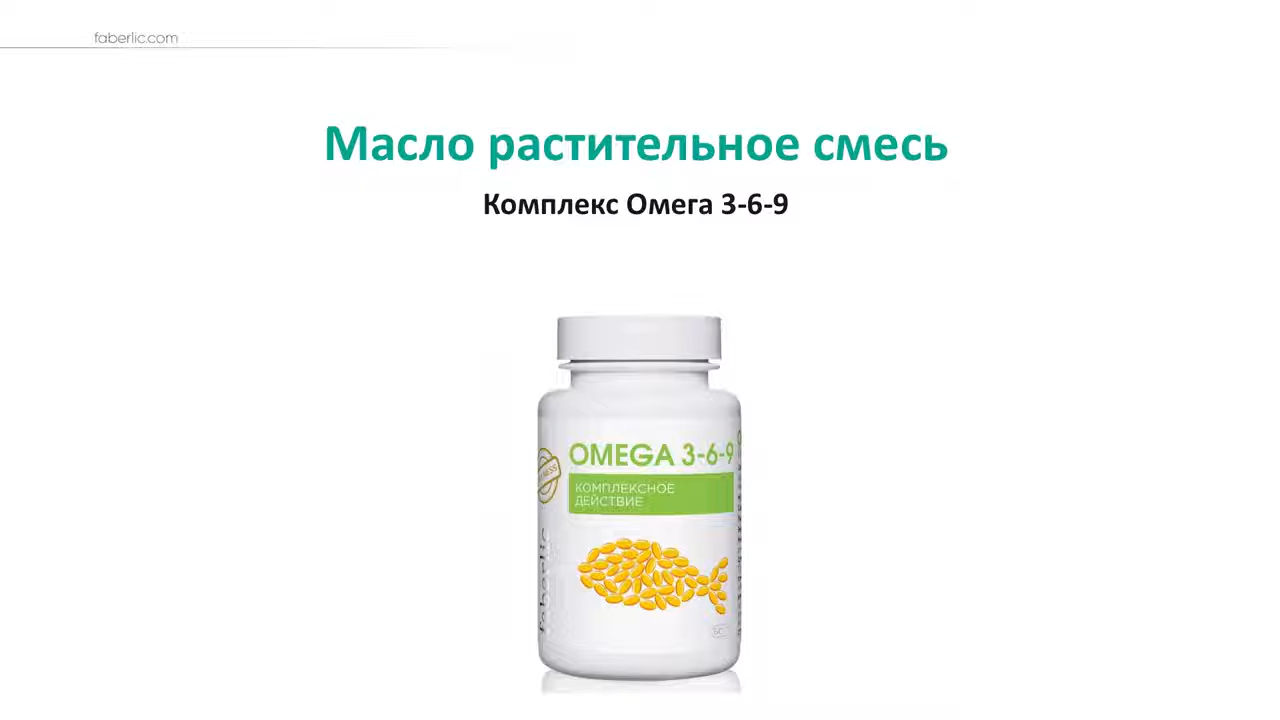 faberlic.com
Масло растительное смесь
Комплекс Омега 3-6-9
OMEGA 3-6-9
КОМПЛЕКСНОЕ
ДЕЙСТВИЕ
faberlic